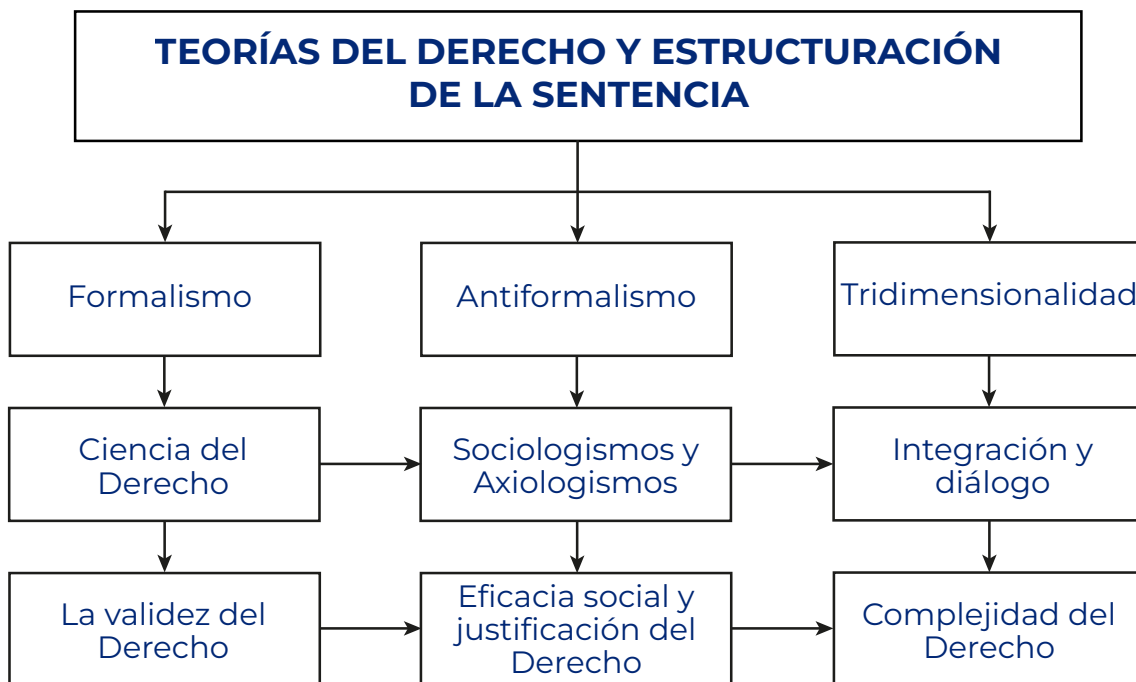 TEORÍAS DEL DERECHO Y ESTRUCTURACIÓN
DE LA SENTENCIA
Formalismo
Antiformalismo
Tridimensionalidad
Ciencia del
Derecho
Sociologismos y
Axiologismos
Integración y
diálogo
La validez del
Derecho
Eficacia social y
justificación del
Derecho
Complejidad del
Derecho